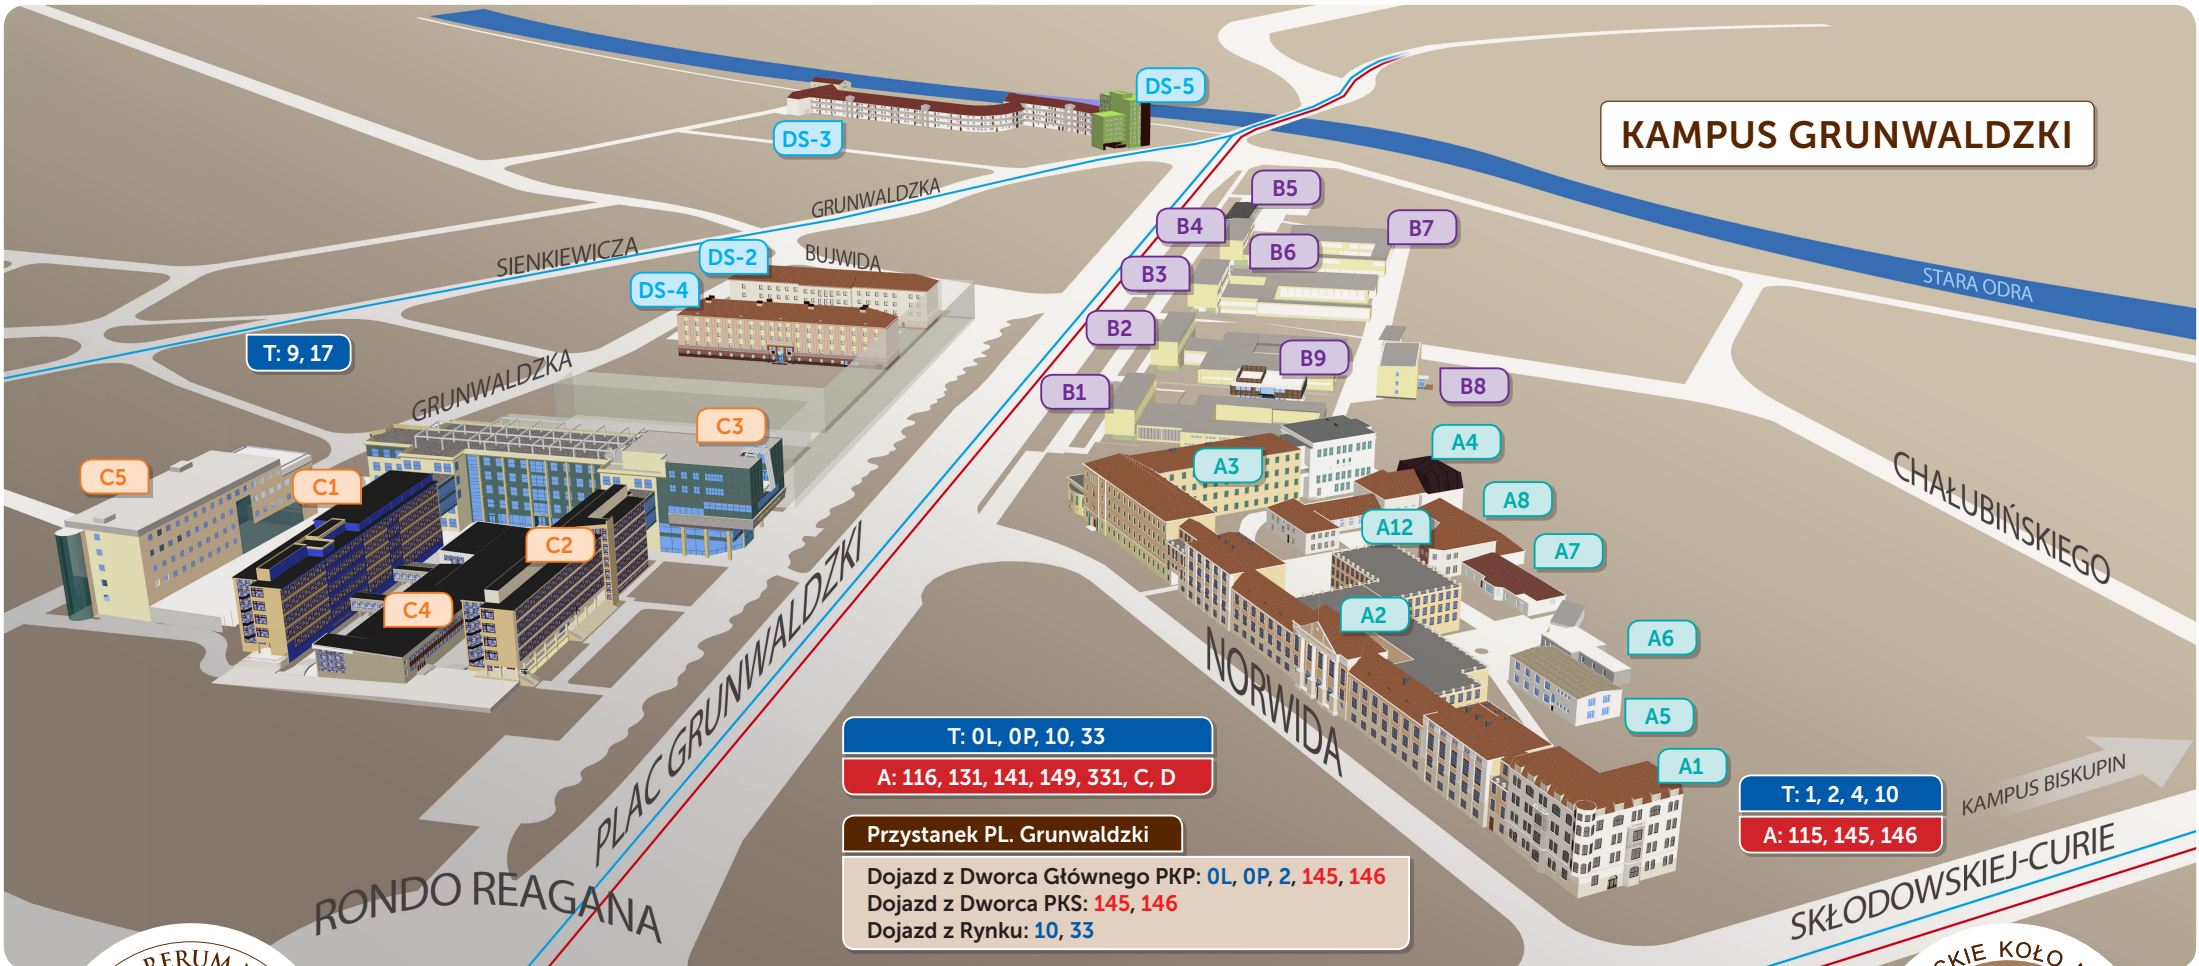 KAMPUS GRUNWALDZKI
DS-5
DS-3
GRUNWALDZKA
SIENKIEWICZA
BUJWIDA
DS-2
DS-4
T: 9, 17
GRUNWALDZKA
B5
B4
B7
B6
B3
B2
B9
B1
B8
STARA ODRA
CHAŁUBIŃSKIEGO
C3
C5
C1
C2
C4
A4
A3
A8
A12
A7
A2
A6
A5
A1
NORWIDA
PLAC GRUNWALDZKI
RONDO REAGANA
T: 0L, 0P, 10, 33
A: 116, 131, 141, 149, 331, C, D
Przystanek PL. Grunwaldzki
Dojazd z Dworca Głównego PKP: 0L, 0P, 2, 145, 146
Dojazd z Dworca PKS: 145, 146
Dojazd z Rynku: 10, 33
T: 1, 2, 4, 10
A: 115, 145, 146
KAMPUS BISKUPIN
SKŁODOWSKIEJ-CURIE
RERUM
KOŁO